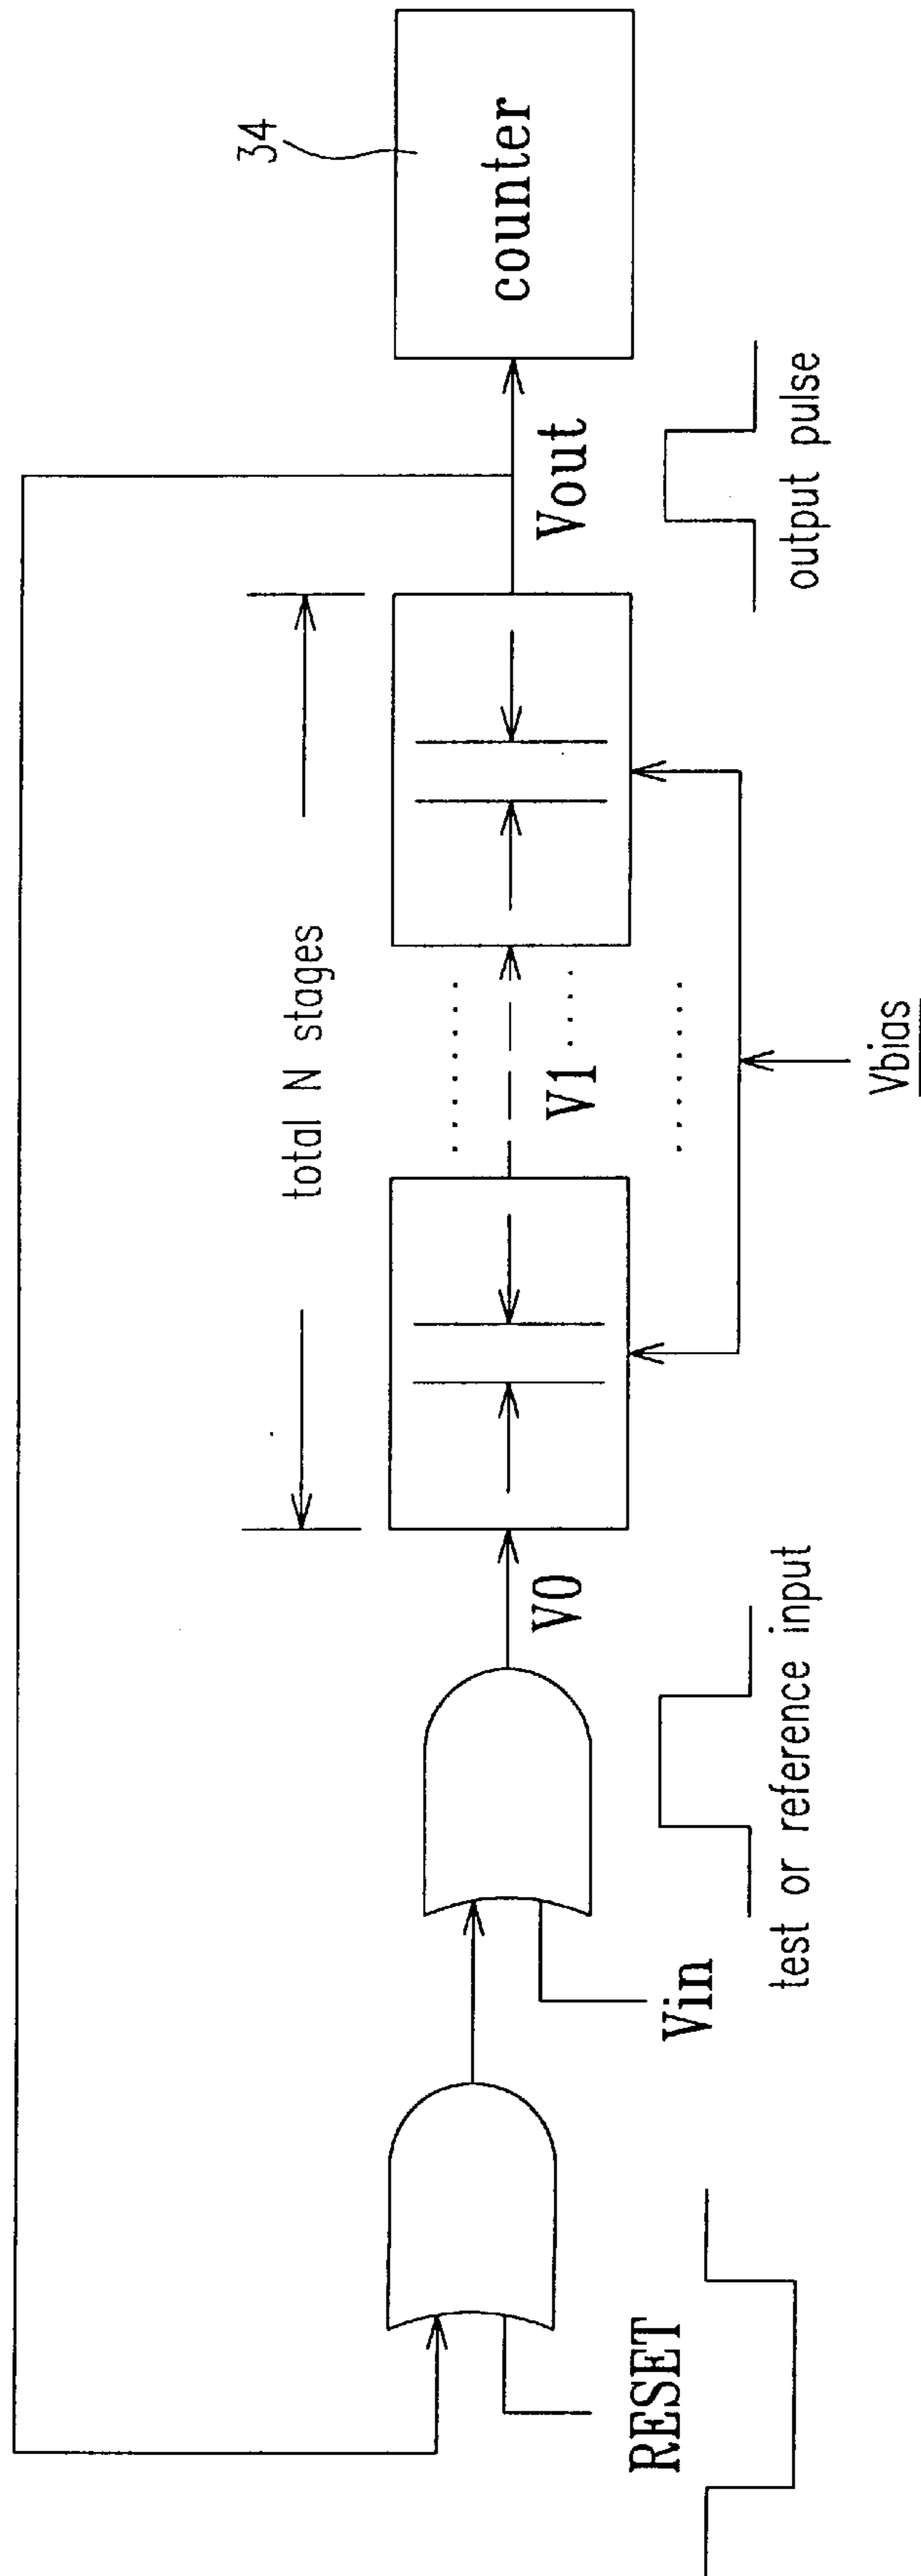 34
counter
total N stages
Vout
V1
V0
output pulse
Vbias
Vin
test or reference input
RESET